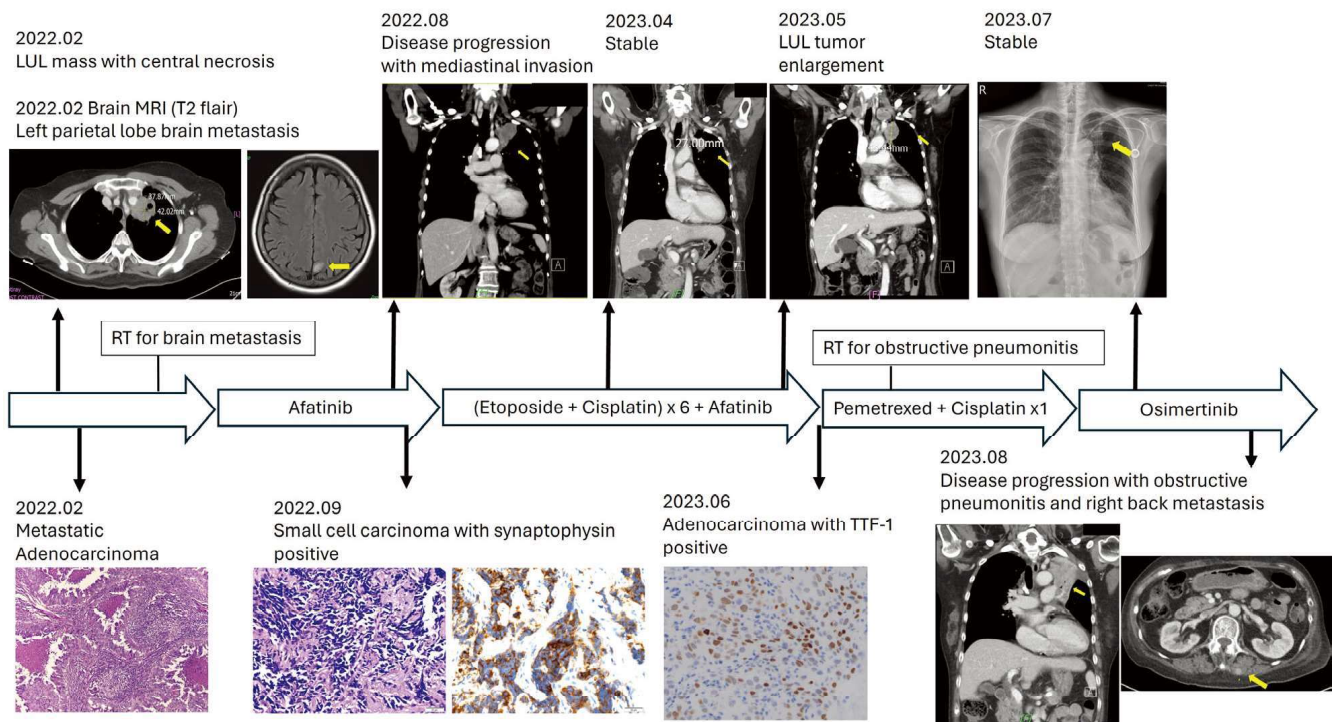 2022.02
LUL mass with central necrosis
2022.02 Brain MRI (T2 flair)
Left parietal lobe brain metastasis
2022.08
Disease progression
with mediastinal invasion
2023.04
Stable
2023.05
LUL tumor
enlargement
2023.07
Stable
42.02mm
[L]
A
27.00mm
A
A
[F]
R
RT for brain metastasis
RT for obstructive pneumonitis
Afatinib
(Etoposide + Cisplatin) x 6 + Afatinib
Pemetrexed + Cisplatin x1
Osimertinib
2022.02
Metastatic
Adenocarcinoma
2022.09
Small cell carcinoma with synaptophysin
positive
2023.06
Adenocarcinoma with TTF-1
positive
2023.08
Disease progression with obstructive
pneumonitis and right back metastasis
A